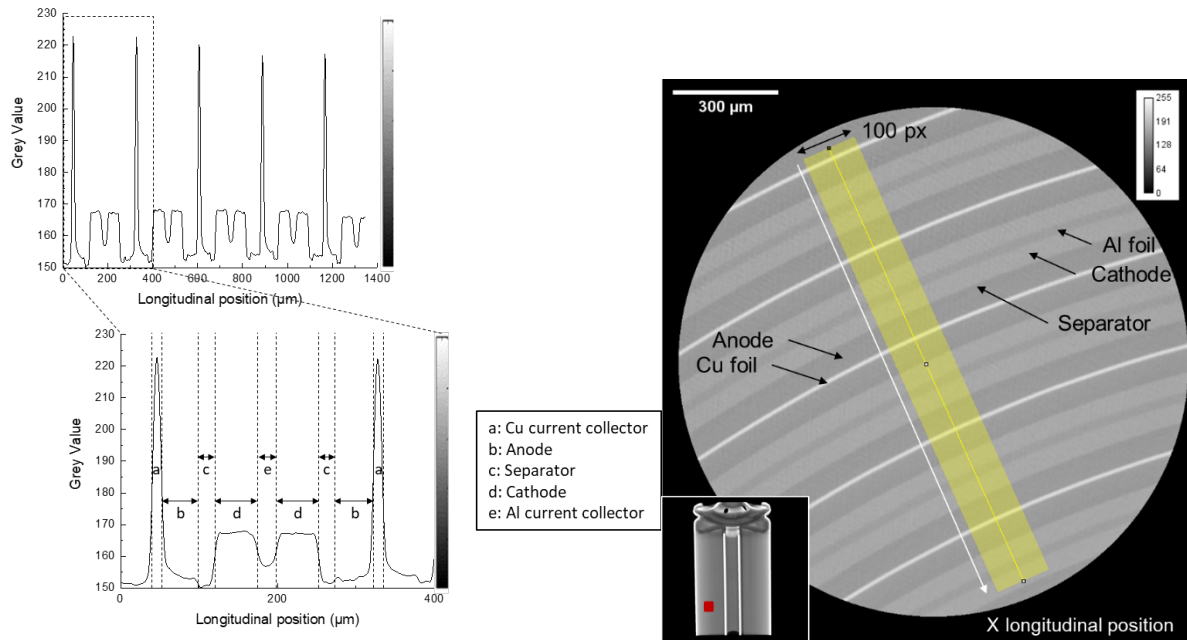 230
220
210
200
190
180
170
160
150
Grey Value
0 200 400 600 800 1000 1200 1400
Longitudinal position (µm)
230
220
210
200
190
180
170
160
150
Grey Value
a c e c a
b d d b
0 100 200 300 400
Longitudinal position (µm)
a: Cu current collector
b: Anode
c: Separator
d: Cathode
e: Al current collector
300 µm
100 px
255
191
128
64
0
Al foil
Cathode
Separator
Anode
Cu foil
X longitudinal position